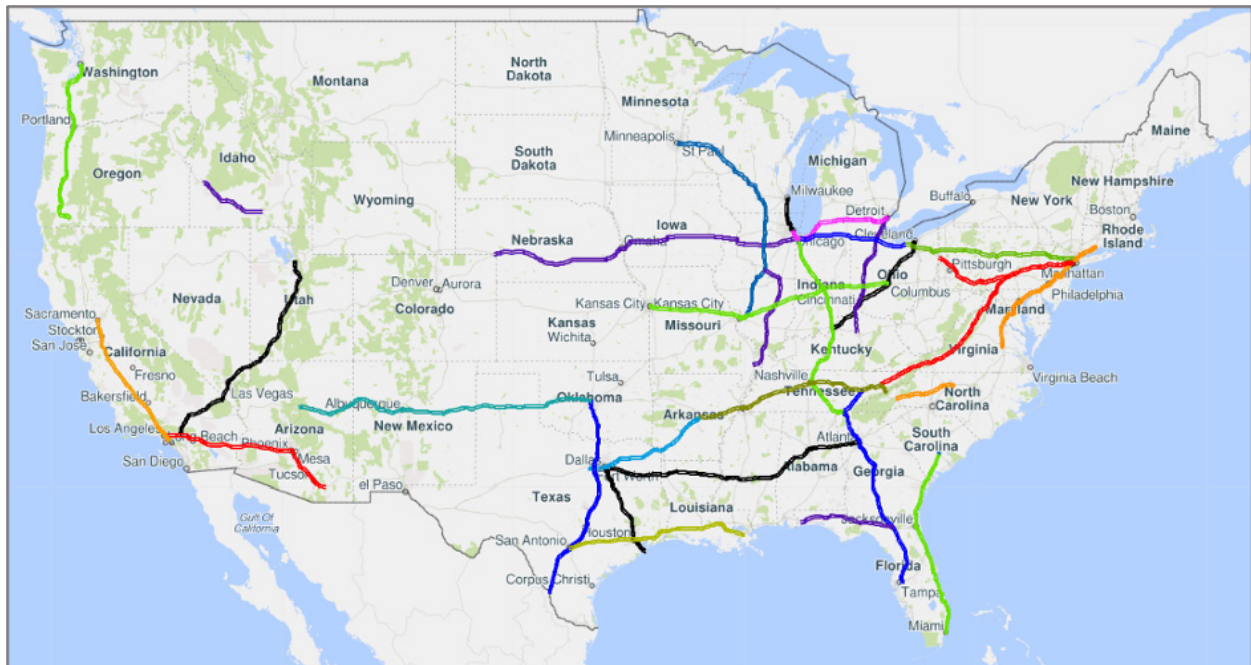 Washington
Montana
North
Dakota
Minnesota
Maine
Portland
Minneapolis
St Paul
Oregon
Idaho
South
Dakota
Michigan
New Hampshire
Wyoming
Milwaukee
Buffalo
New York
Detroit
Boston
Iowa
Rhode
Island
Nebraska
Omaha
Chicago
Cleveland
Nevada
Utah
Denver
Aurora
Pittsburgh
Manhattan
Ohio
Indiana
Columbus
Philadelphia
Sacramento
Stockton
San Jose
California
Colorado
Kansas City
Kansas City
Cincinnati
Maryland
Kansas
Missouri
Wichita
Kentucky
Virginia
Fresno
Virginia Beach
Bakersfield
Las Vegas
Tulsa
Nashville
Tennessee
North
Carolina
Albuquerque
Oklahoma
Arkansas
New Mexico
Los Angeles
Beach
Arizona
Phoenix
Mesa
Atlanta
South
Carolina
San Diego
Tucson
Dallas
Alabama
Georgia
el Paso
Texas
Louisiana
Gulf Of
California
Jacksonville
San Antonio
Houston
Florida
Corpus Christi
Tampa
Miami